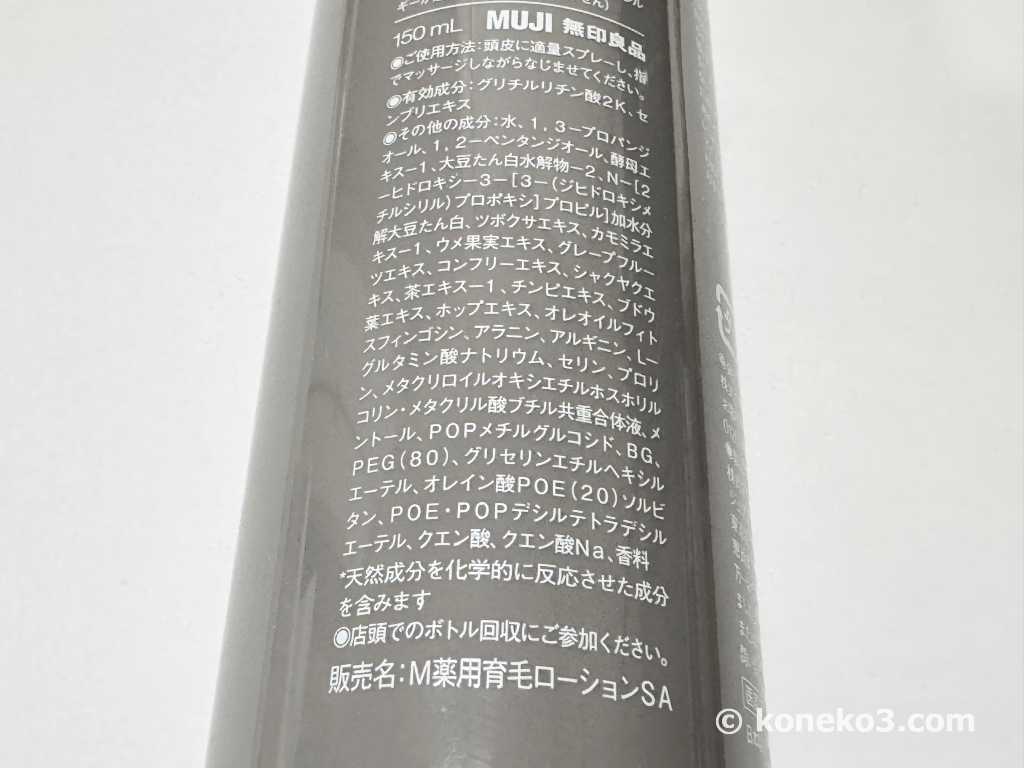 150mL MUJI 無印良品
◉ご使用方法：頭皮に適量スプレーし、指
でマッサージしながらなじませてください。
◉有効成分：グリチルリチン酸2K、セ
ンブリエキス
◉その他の成分：水、1，3－プロパンジ
オール、1，2－ペンタンジオール、酵母エ
キス－1、大豆たん白水解物－2、N－［2
－ヒドロキシ－3－［3－（ジヒドロキシメ
チルシリル）プロポキシ］プロピル］加水分
解大豆たん白、ツボクサエキス、カモミラエ
キス－1、ウメ果実エキス、グレープフルー
ツエキス、コンフリーエキス、シャクヤクエ
キス、茶エキス－1、チンピエキス、ブドウ
葉エキス、ホップエキス、オレオイルフィト
スフィンゴシン、アラニン、アルギニン、L－
グルタミン酸ナトリウム、セリン、プロリ
ン、メタクリロイルオキシエチルホスホリル
コリン・メタクリル酸ブチル共重合体液、メ
ントール、POPメチルグルコシド、BG、
PEG（80）、グリセリンエチルヘキシル
エーテル、オレイン酸POE（20）ソルビ
タン、POE・POPデシルテトラデシル
エーテル、クエン酸、クエン酸Na、香料
*天然成分を化学的に反応させた成分
を含みます
◉店頭でのボトル回収にご参加ください。
販売名：M薬用育毛ローションSA
© koneko3.com